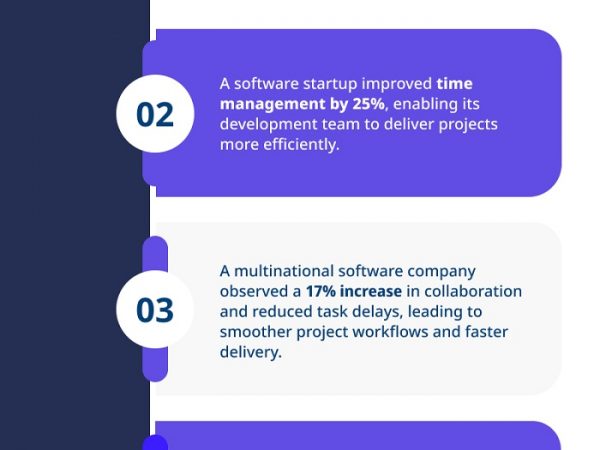 02
A software startup improved time
management by 25%, enabling its
development team to deliver projects
more efficiently.
03
A multinational software company
observed a 17% increase in collaboration
and reduced task delays, leading to
smoother project workflows and faster
delivery.